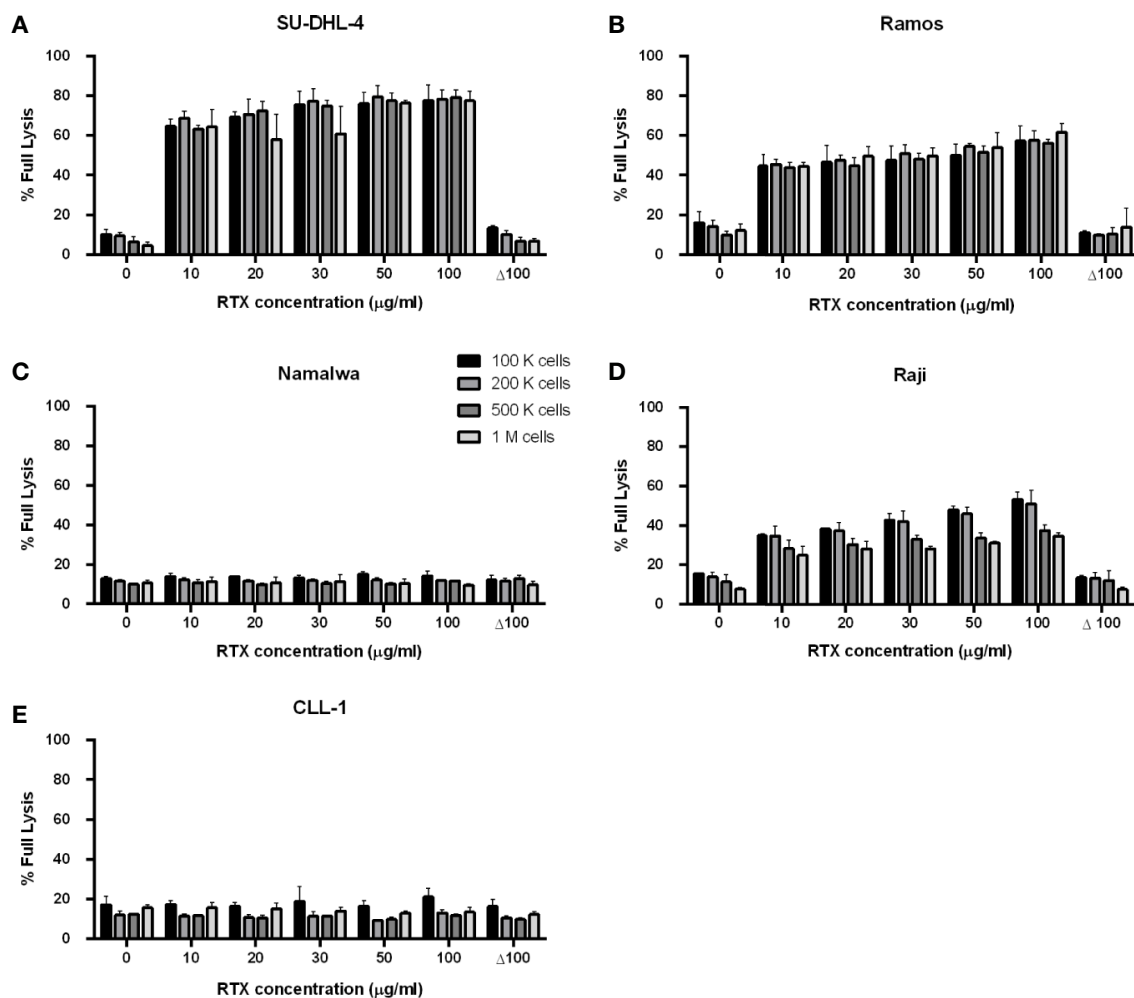 A
SU-DHL-4
% Full Lysis
100
80
60
40
20
0
0 10 20 30 50 100 Δ100
RTX concentration (μg/ml)
B
Ramos
% Full Lysis
100
80
60
40
20
0
0 10 20 30 50 100 Δ100
RTX concentration (μg/ml)
C
Namalwa
% Full Lysis
100
80
60
40
20
0
0 10 20 30 50 100 Δ100
RTX concentration (μg/ml)
100 K cells
200 K cells
500 K cells
1 M cells
D
Raji
% Full Lysis
100
80
60
40
20
0
0 10 20 30 50 100 Δ 100
RTX concentration (μg/ml)
E
CLL-1
% Full Lysis
100
80
60
40
20
0
0 10 20 30 50 100 Δ100
RTX concentration (μg/ml)